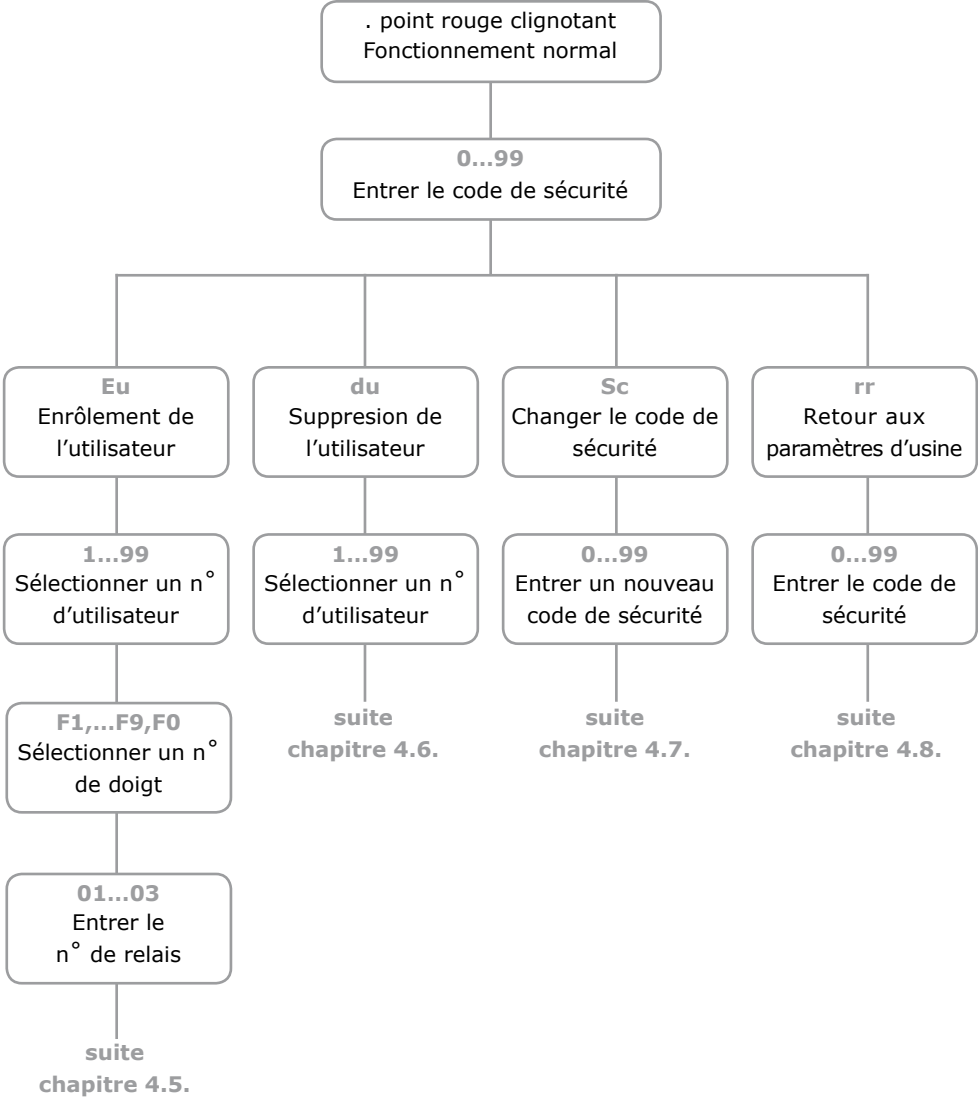 . point rouge clignotant
Fonctionnement normal
0...99
Entrer le code de sécurité
Eu
Enrôlement de
l'utilisateur
1...99
Sélectionner un n°
d'utilisateur
F1,...F9,F0
Sélectionner un n°
de doigt
01...03
Entrer le
n° de relais
suite
chapitre 4.5.
du
Suppresion de
l'utilisateur
1...99
Sélectionner un n°
d'utilisateur
suite
chapitre 4.6.
Sc
Changer le code de
sécurité
0...99
Entrer un nouveau
code de sécurité
suite
chapitre 4.7.
rr
Retour aux
paramètres d'usine
0...99
Entrer le code de
sécurité
suite
chapitre 4.8.